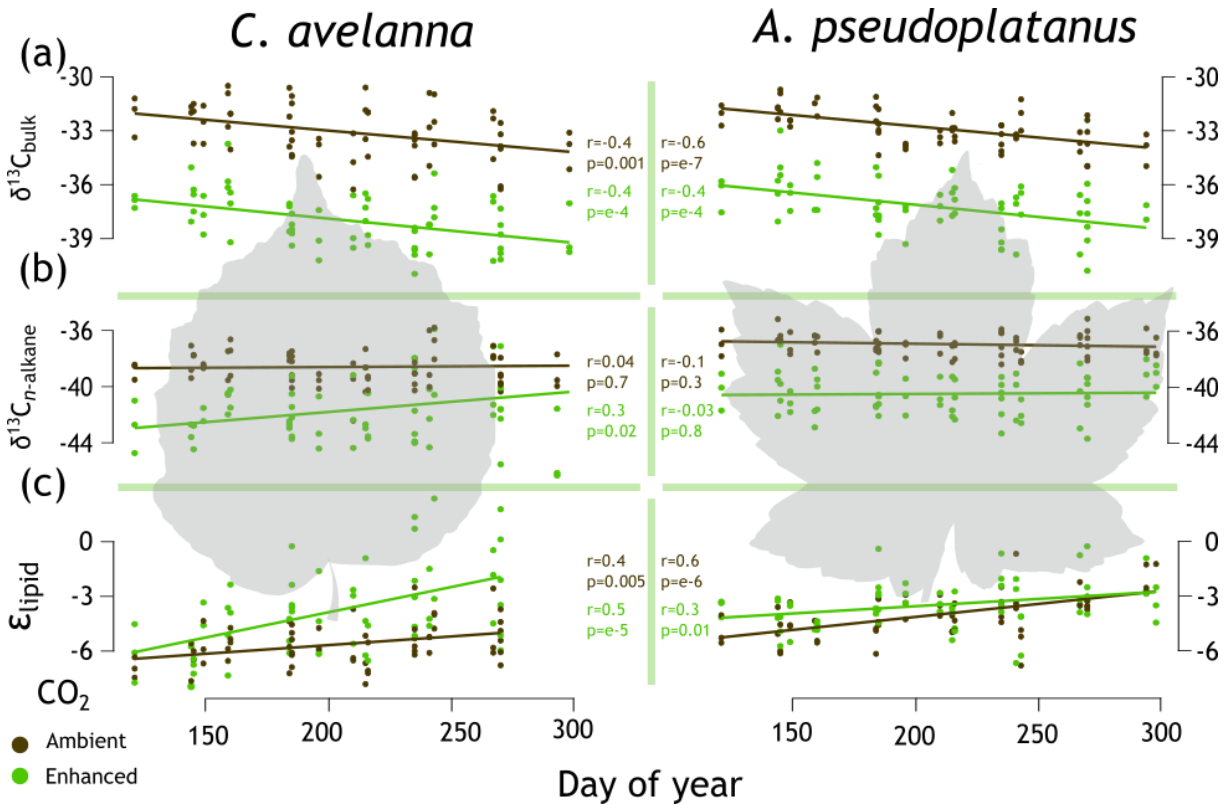 C. avelanna
A. pseudoplatanus
(a)
δ¹³C_bulk
-30
-33
-36
-39
r=-0.4
p=0.001
r=-0.4
p=e-4
r=-0.6
p=e-7
r=-0.4
p=e-4
-30
-33
-36
-39
(b)
δ¹³C_n-alkane
-36
-40
-44
r=0.04
p=0.7
r=0.3
p=0.02
r=-0.1
p=0.3
r=-0.03
p=0.8
-36
-40
-44
(c)
ε_lipid
0
-3
-6
r=0.4
p=0.005
r=0.5
p=e-5
r=0.6
p=e-6
r=0.3
p=0.01
0
-3
-6
150 200 250 300
150 200 250 300
CO₂
Ambient
Enhanced
Day of year